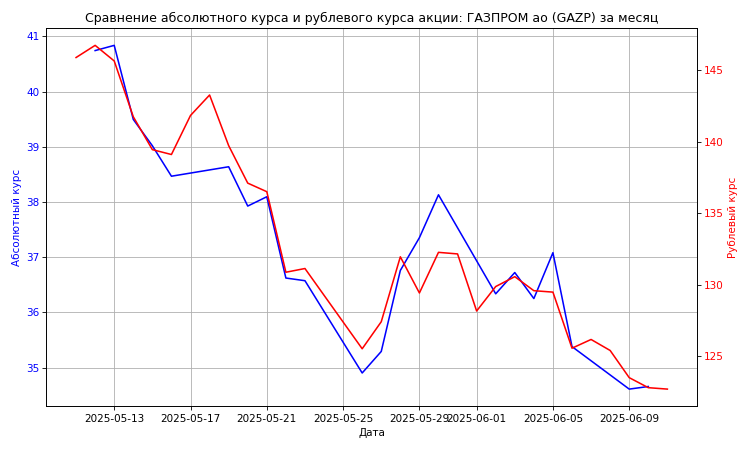 Сравнение абсолютного курса и рублевого курса акции: ГАЗПРОМ ао (GAZP) за месяц
41
40
39
38
37
36
35
Абсолютный курс
145
140
135
130
125
Рублевый курс
2025-05-13 2025-05-17 2025-05-21 2025-05-25 2025-05-29 2025-06-01 2025-06-05 2025-06-09
Дата